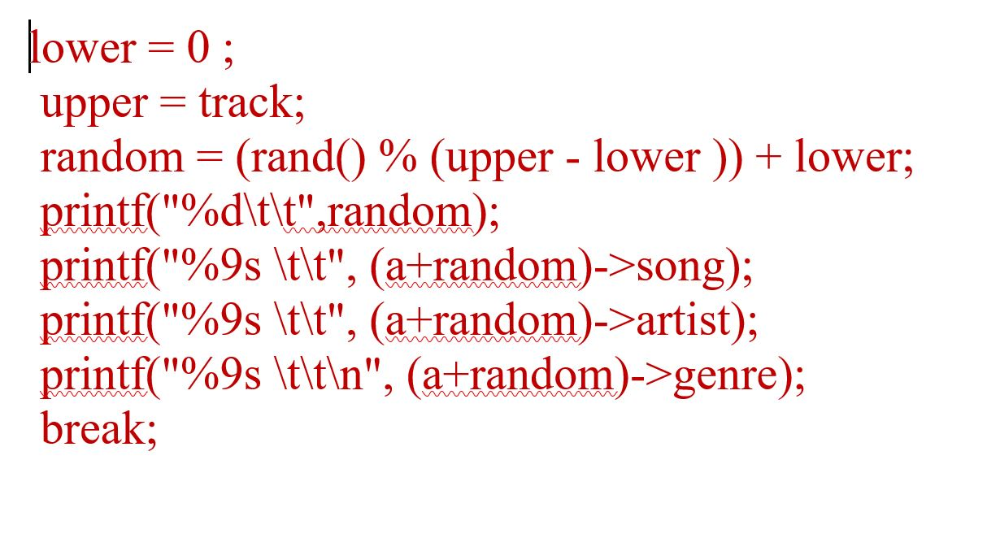 lower = 0 ;
upper = track;
random = (rand() % (upper - lower )) + lower;
printf("%d\t\t",random);
printf("%9s \t\t", (a+random)->song);
printf("%9s \t\t", (a+random)->artist);
printf("%9s \t\t\n", (a+random)->genre);
break;